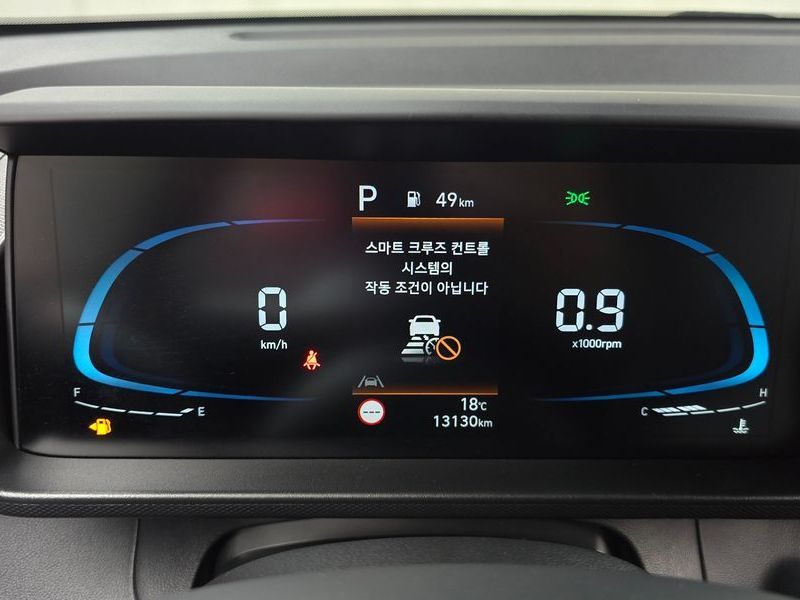 P 49km
스마트 크루즈 컨트롤
시스템의
작동 조건이 아닙니다
0
km/h
0.9
x1000rpm
F
E
C
H
---
18℃
13130km